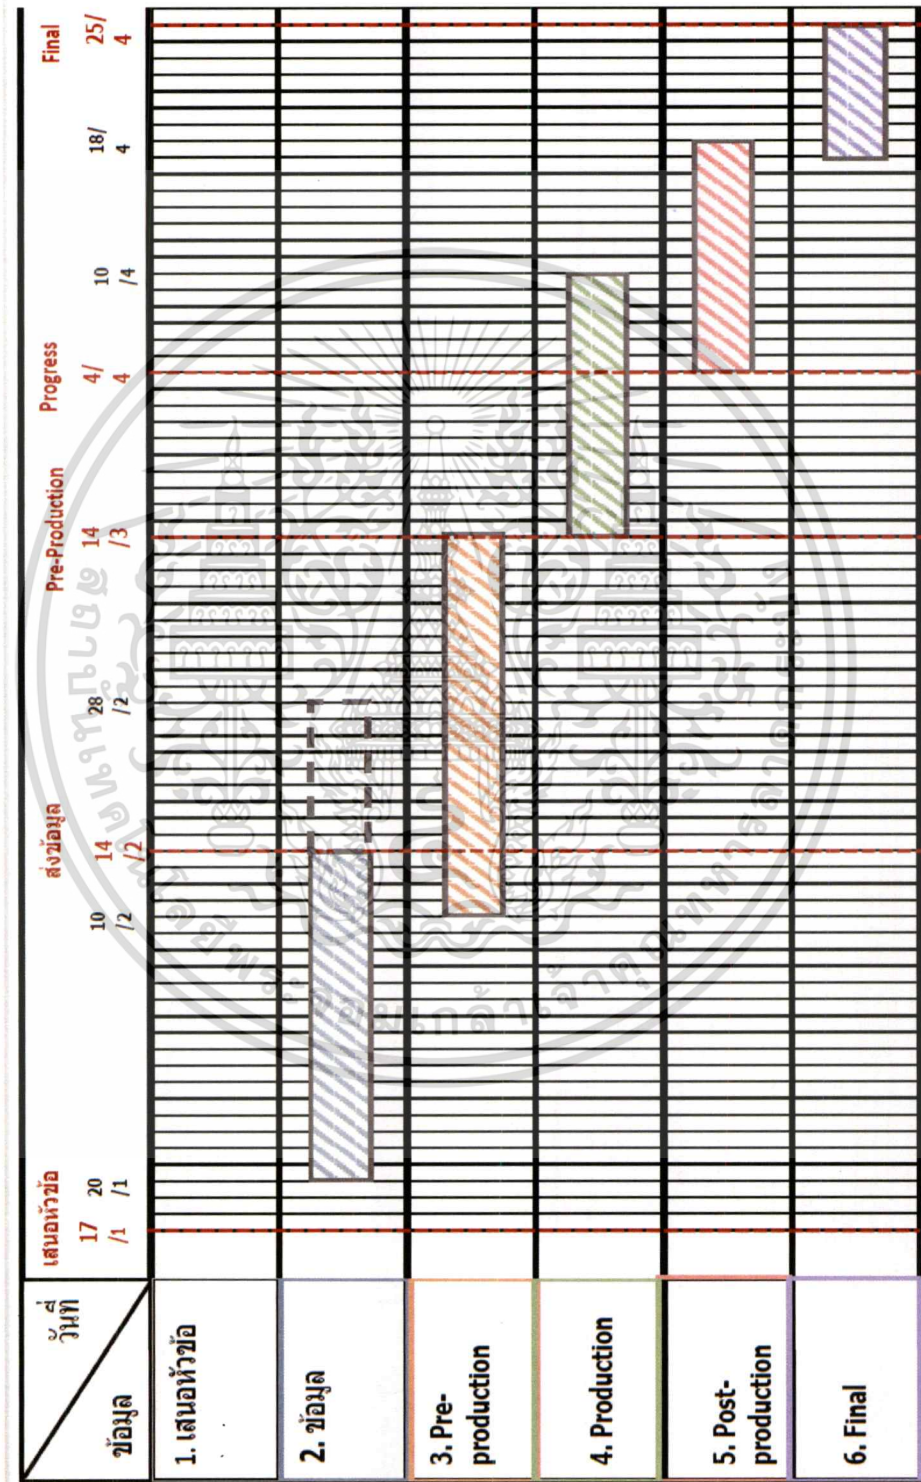 ข้อมูล
วันที่
เสนอหัวข้อ
17
/1
20
/1
10
/2
ส่งข้อมูล
14
/2
28
/2
Pre-Production
14
/3
Progress
4/
4
10
/4
18/
4
Final
25/
4
1. เสนอหัวข้อ
2. ข้อมูล
3. Pre-
production
4. Production
5. Post-
production
6. Final